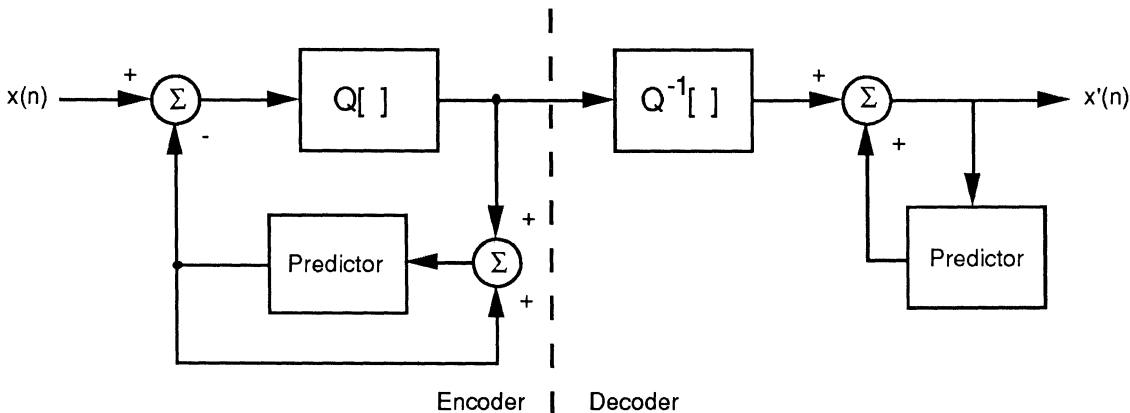 x(n)
+
Σ
-
Q[ ]
Q⁻¹[ ]
+
Σ
+
x'(n)
Predictor
+
Σ
+
Predictor
Encoder
Decoder